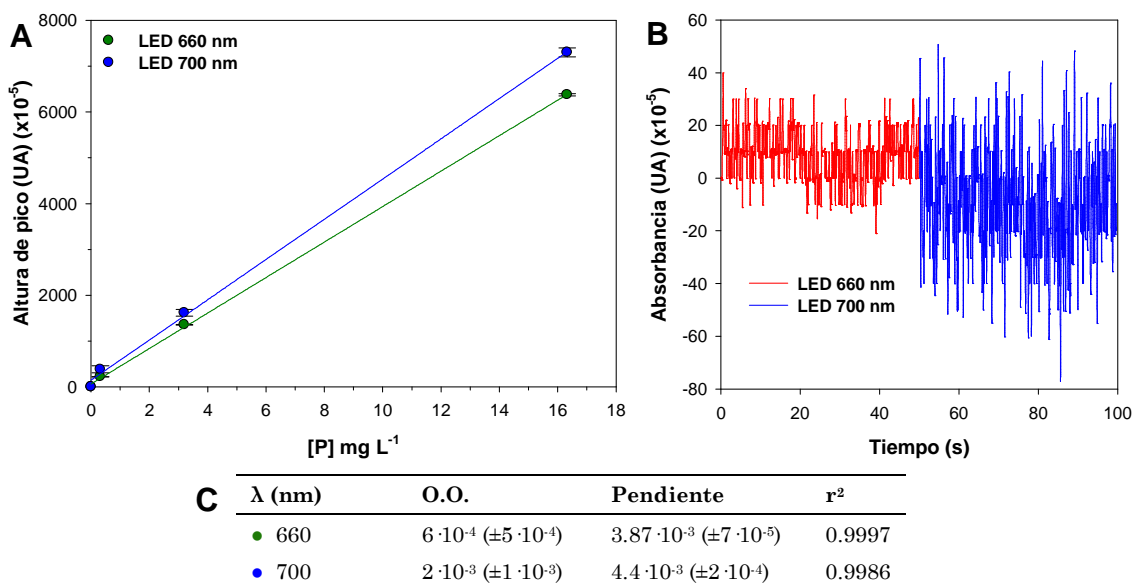 A
LED 660 nm
LED 700 nm
Altura de pico (UA) (x10⁻⁵)
8000
6000
4000
2000
0
0 2 4 6 8 10 12 14 16 18
[P] mg L⁻¹
B
Absorbancia (UA) (x10⁻⁵)
60
40
20
0
-20
-40
-60
-80
LED 660 nm
LED 700 nm
0 20 40 60 80 100
Tiempo (s)
C
λ (nm) O.O. Pendiente r²
660 6·10⁻⁴ (±5·10⁻⁴) 3.87·10⁻³ (±7·10⁻⁵) 0.9997
700 2·10⁻³ (±1·10⁻³) 4.4·10⁻³ (±2·10⁻⁴) 0.9986